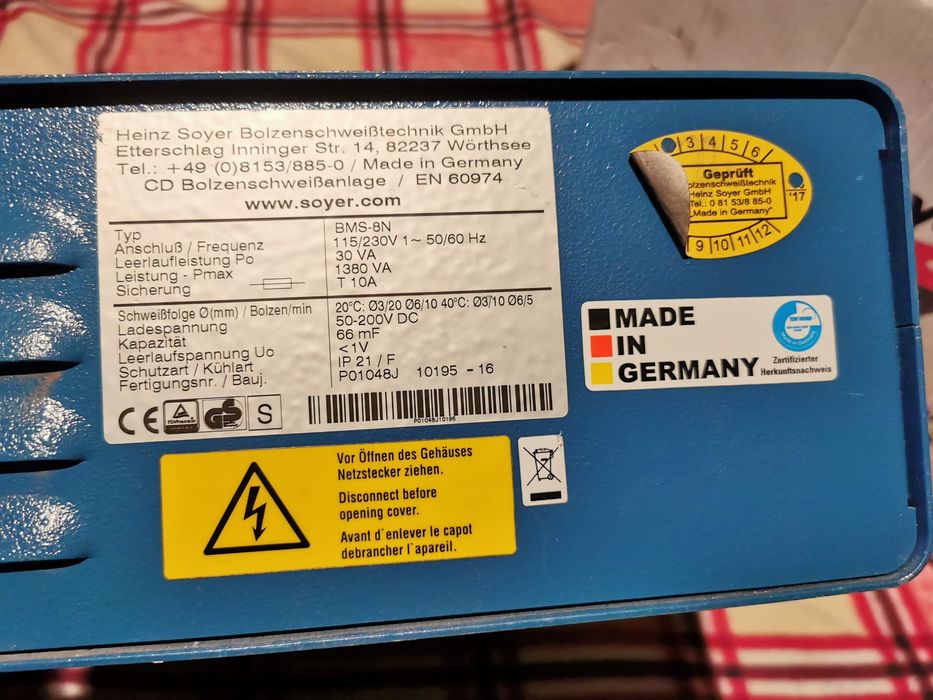 Heinz Soyer Bolzenschweißtechnik GmbH
Etterschlag Inninger Str. 14, 82237 Wörthsee
Tel.: +49 (0)8153/885-0 / Made in Germany
CD Bolzenschweißanlage / EN 60974
www.soyer.com
Typ BMS-8N
Anschluß / Frequenz 115/230V 1~ 50/60 Hz
Leerlaufleistung Po 30 VA
Leistung - Pmax 1380 VA
Sicherung T 10A
Schweißfolge Ø(mm) / Bolzen/min 20°C: Ø3/20 Ø6/10 40°C: Ø3/10 Ø6/5
Ladespannung 50-200V DC
Kapazität 66 mF
Leerlaufspannung Uo <1V
Schutzart / Kühlart IP 21 / F
Fertigungsnr. / Bauj. P01048J 10195 - 16
CE GS S
P01048J10195
3 4 5 6
Geprüft
olzenschweißtechnik
Heinz Soyer GmbH
Tel.: 0 81 53/8 85-0
"Made in Germany"
'17
9 10 11 12
MADE
IN
GERMANY
Zertifizierter
Herkunftsnachweis
Vor Öffnen des Gehäuses
Netzstecker ziehen.
Disconnect before
opening cover.
Avant d`enlever le capot
debrancher l`apareil.